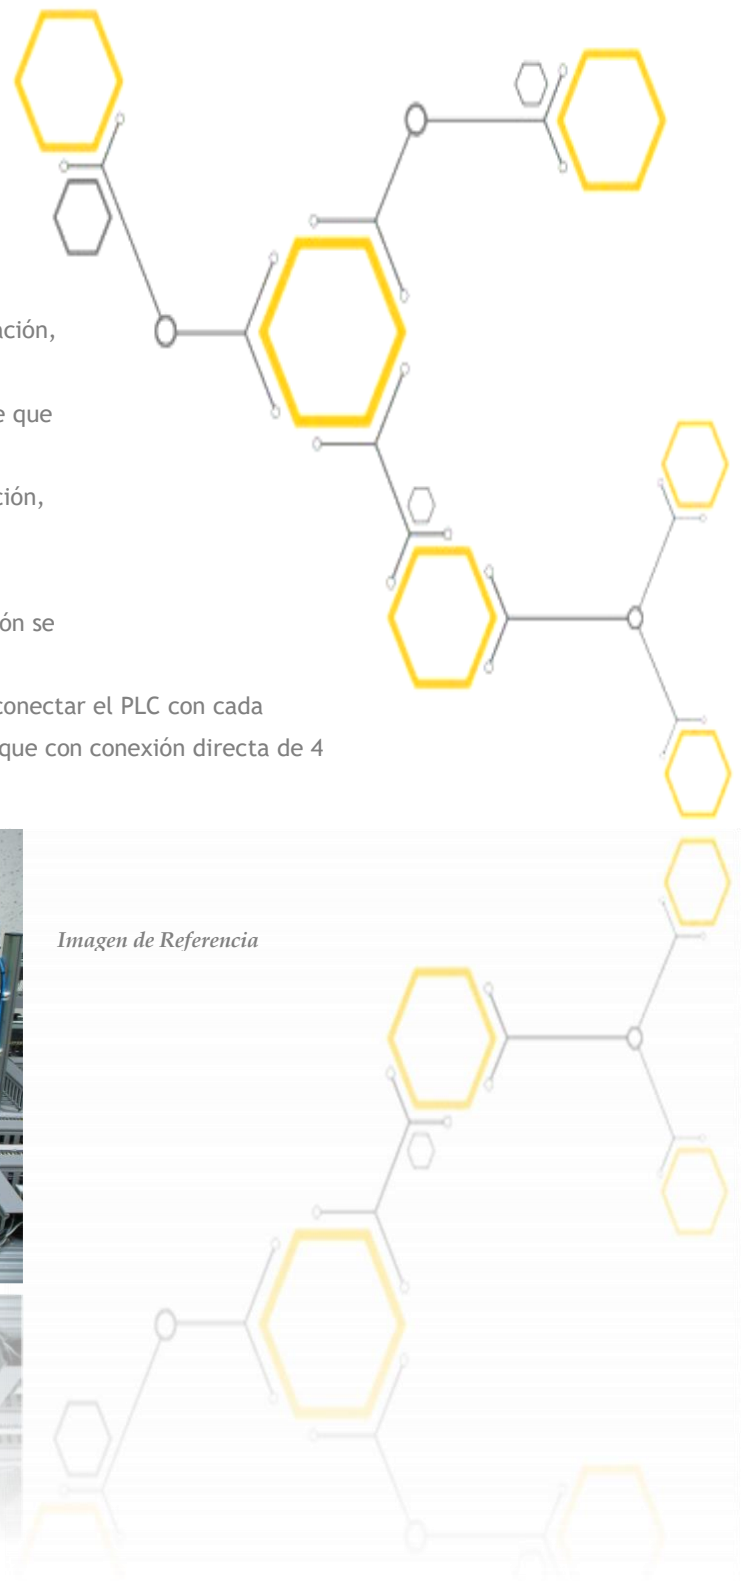 ación,
e que
ción,
ón se
conectar el PLC con cada
que con conexión directa de 4
Imagen de Referencia